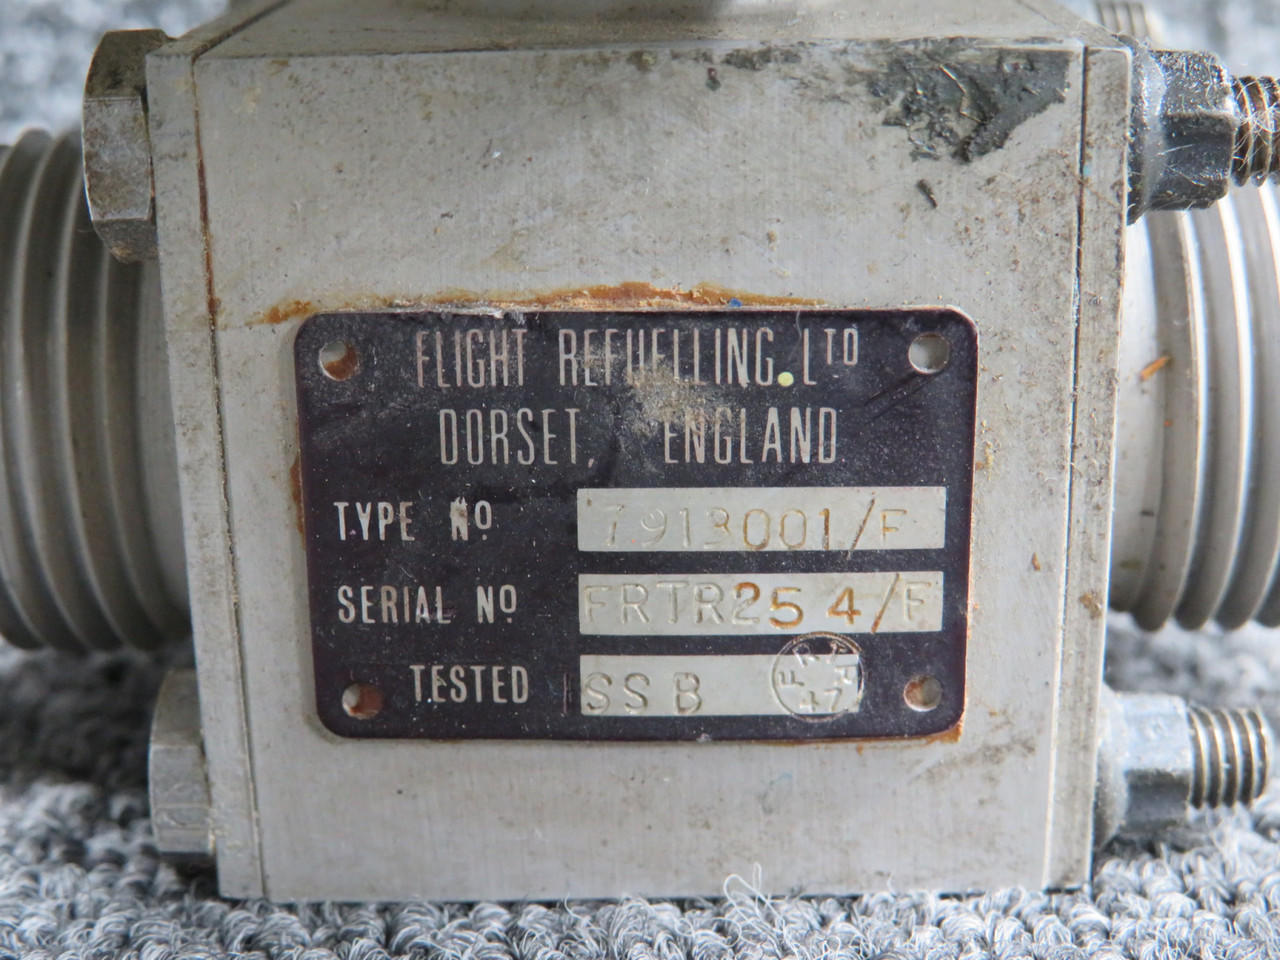 FLIGHT REFUELLING. LTD
DORSET, ENGLAND.
TYPE No 7913001/F
SERIAL No FRTR254/F
TESTED SSB